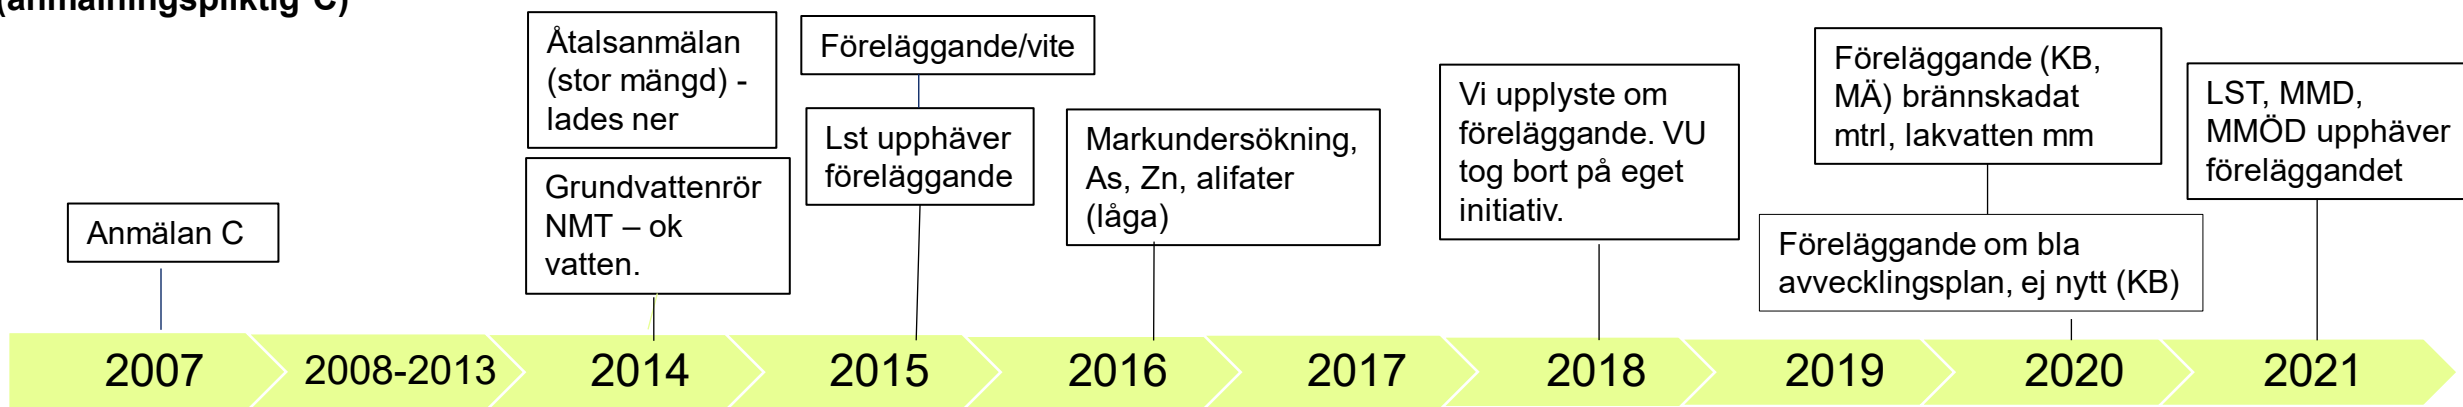 (anmälningspliktig C)
Åtalsanmälan
(stor mängd) -
lades ner
Föreläggande/vite
Föreläggande (KB,
MÄ) brännskadat
mtrl, lakvatten mm
Vi upplyste om
föreläggande. VU
tog bort på eget
initiativ.
LST, MMD,
MMÖD upphäver
föreläggandet
Lst upphäver
föreläggande
Markundersökning,
As, Zn, alifater
(låga)
Grundvattenrör
NMT – ok
vatten.
Anmälan C
Föreläggande om bla
avvecklingsplan, ej nytt (KB)
2007
2008-2013
2014
2015
2016
2017
2018
2019
2020
2021